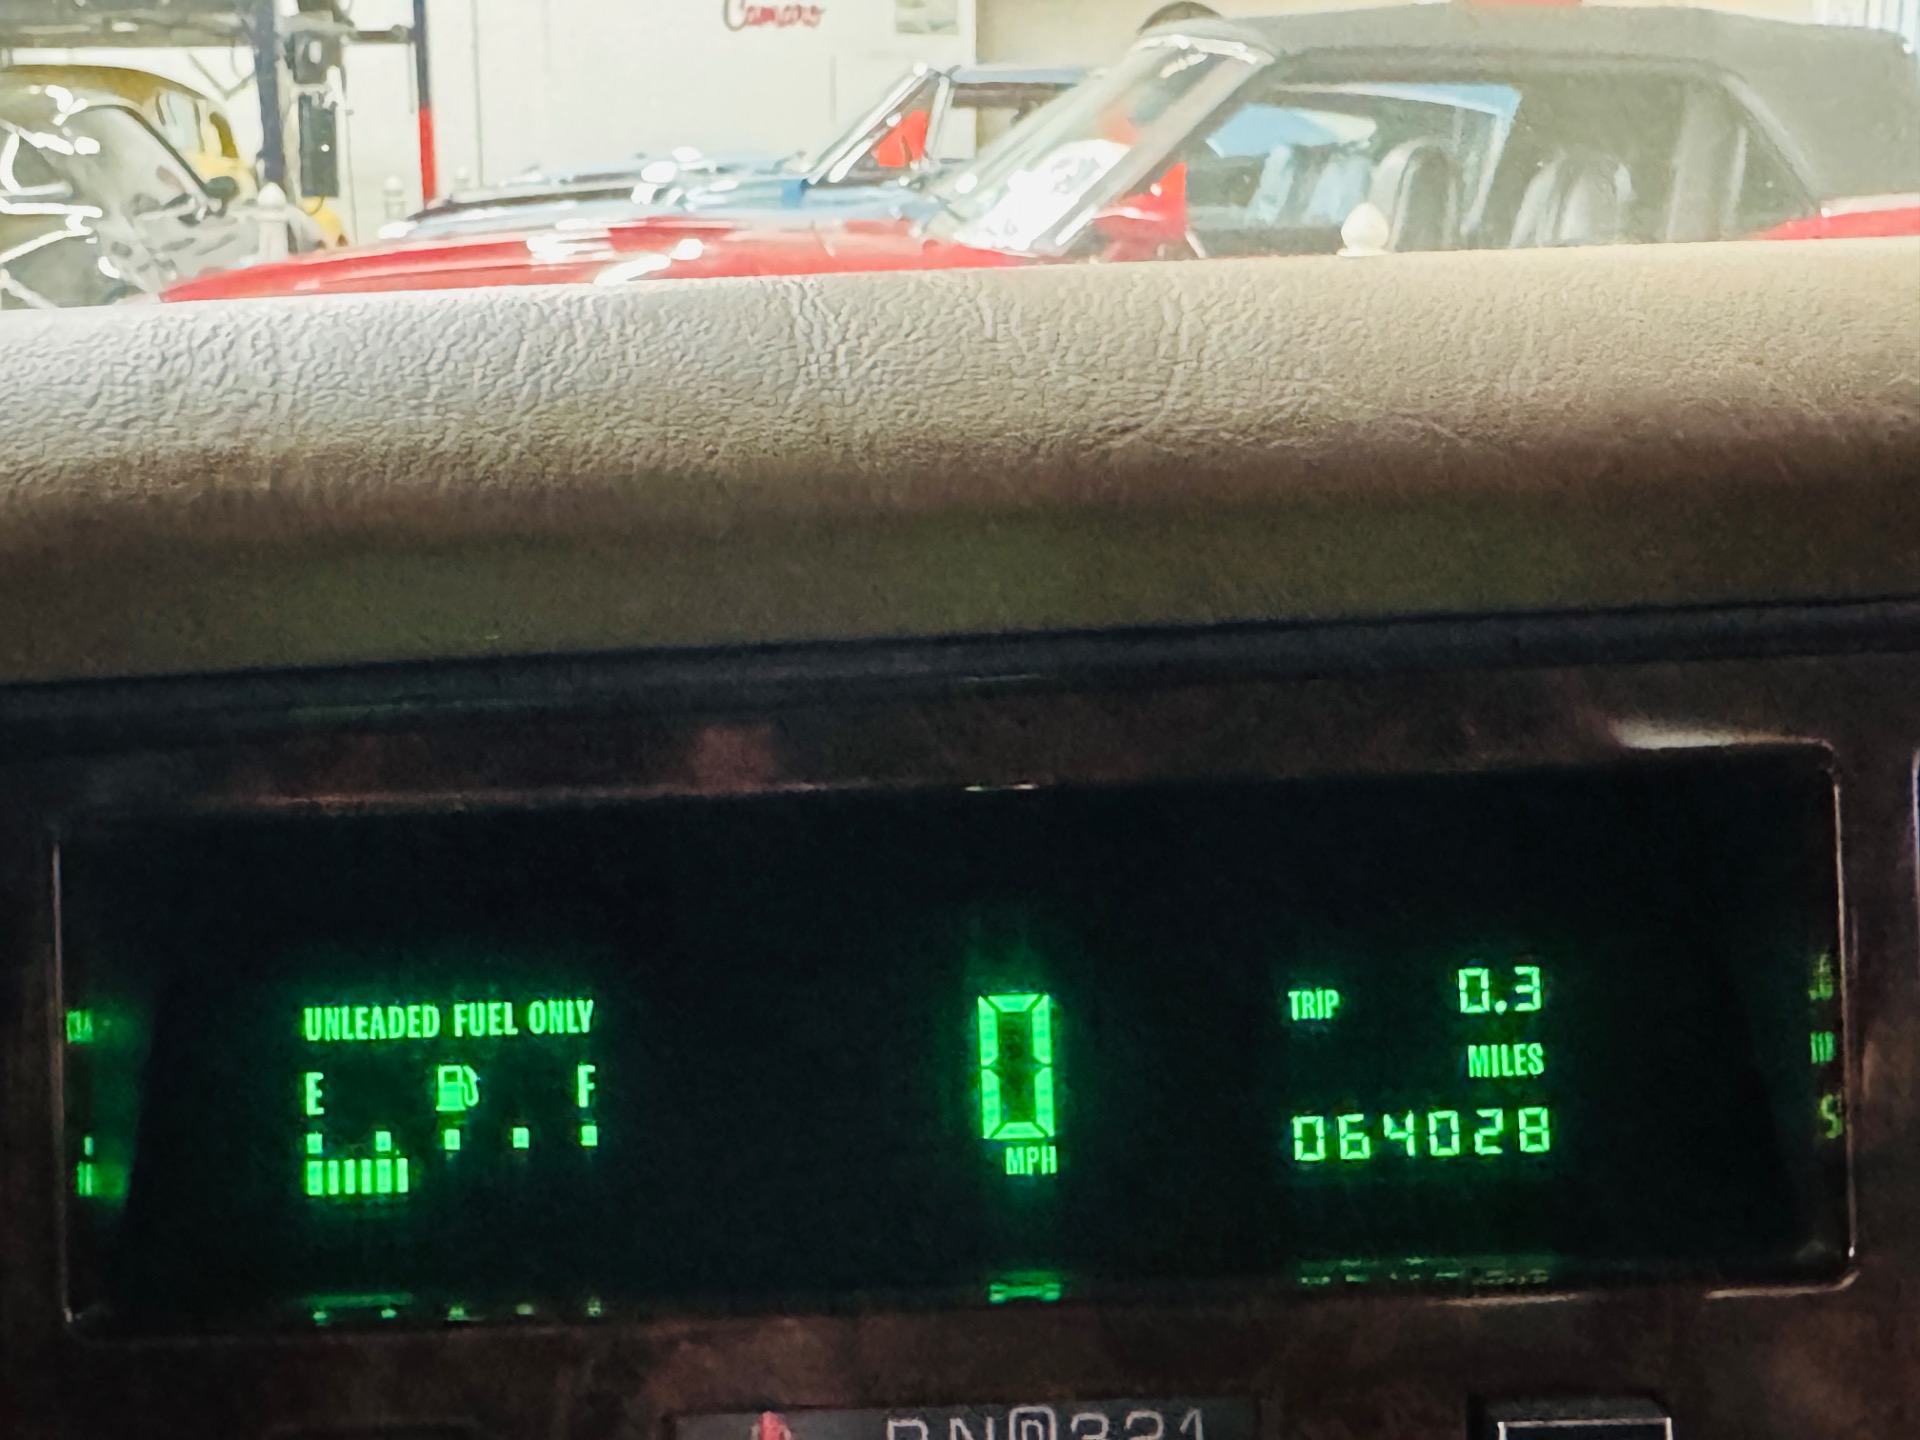 Camaro
UNLEADED FUEL ONLY
E F
0
MPH
TRIP 0.3
MILES
064028